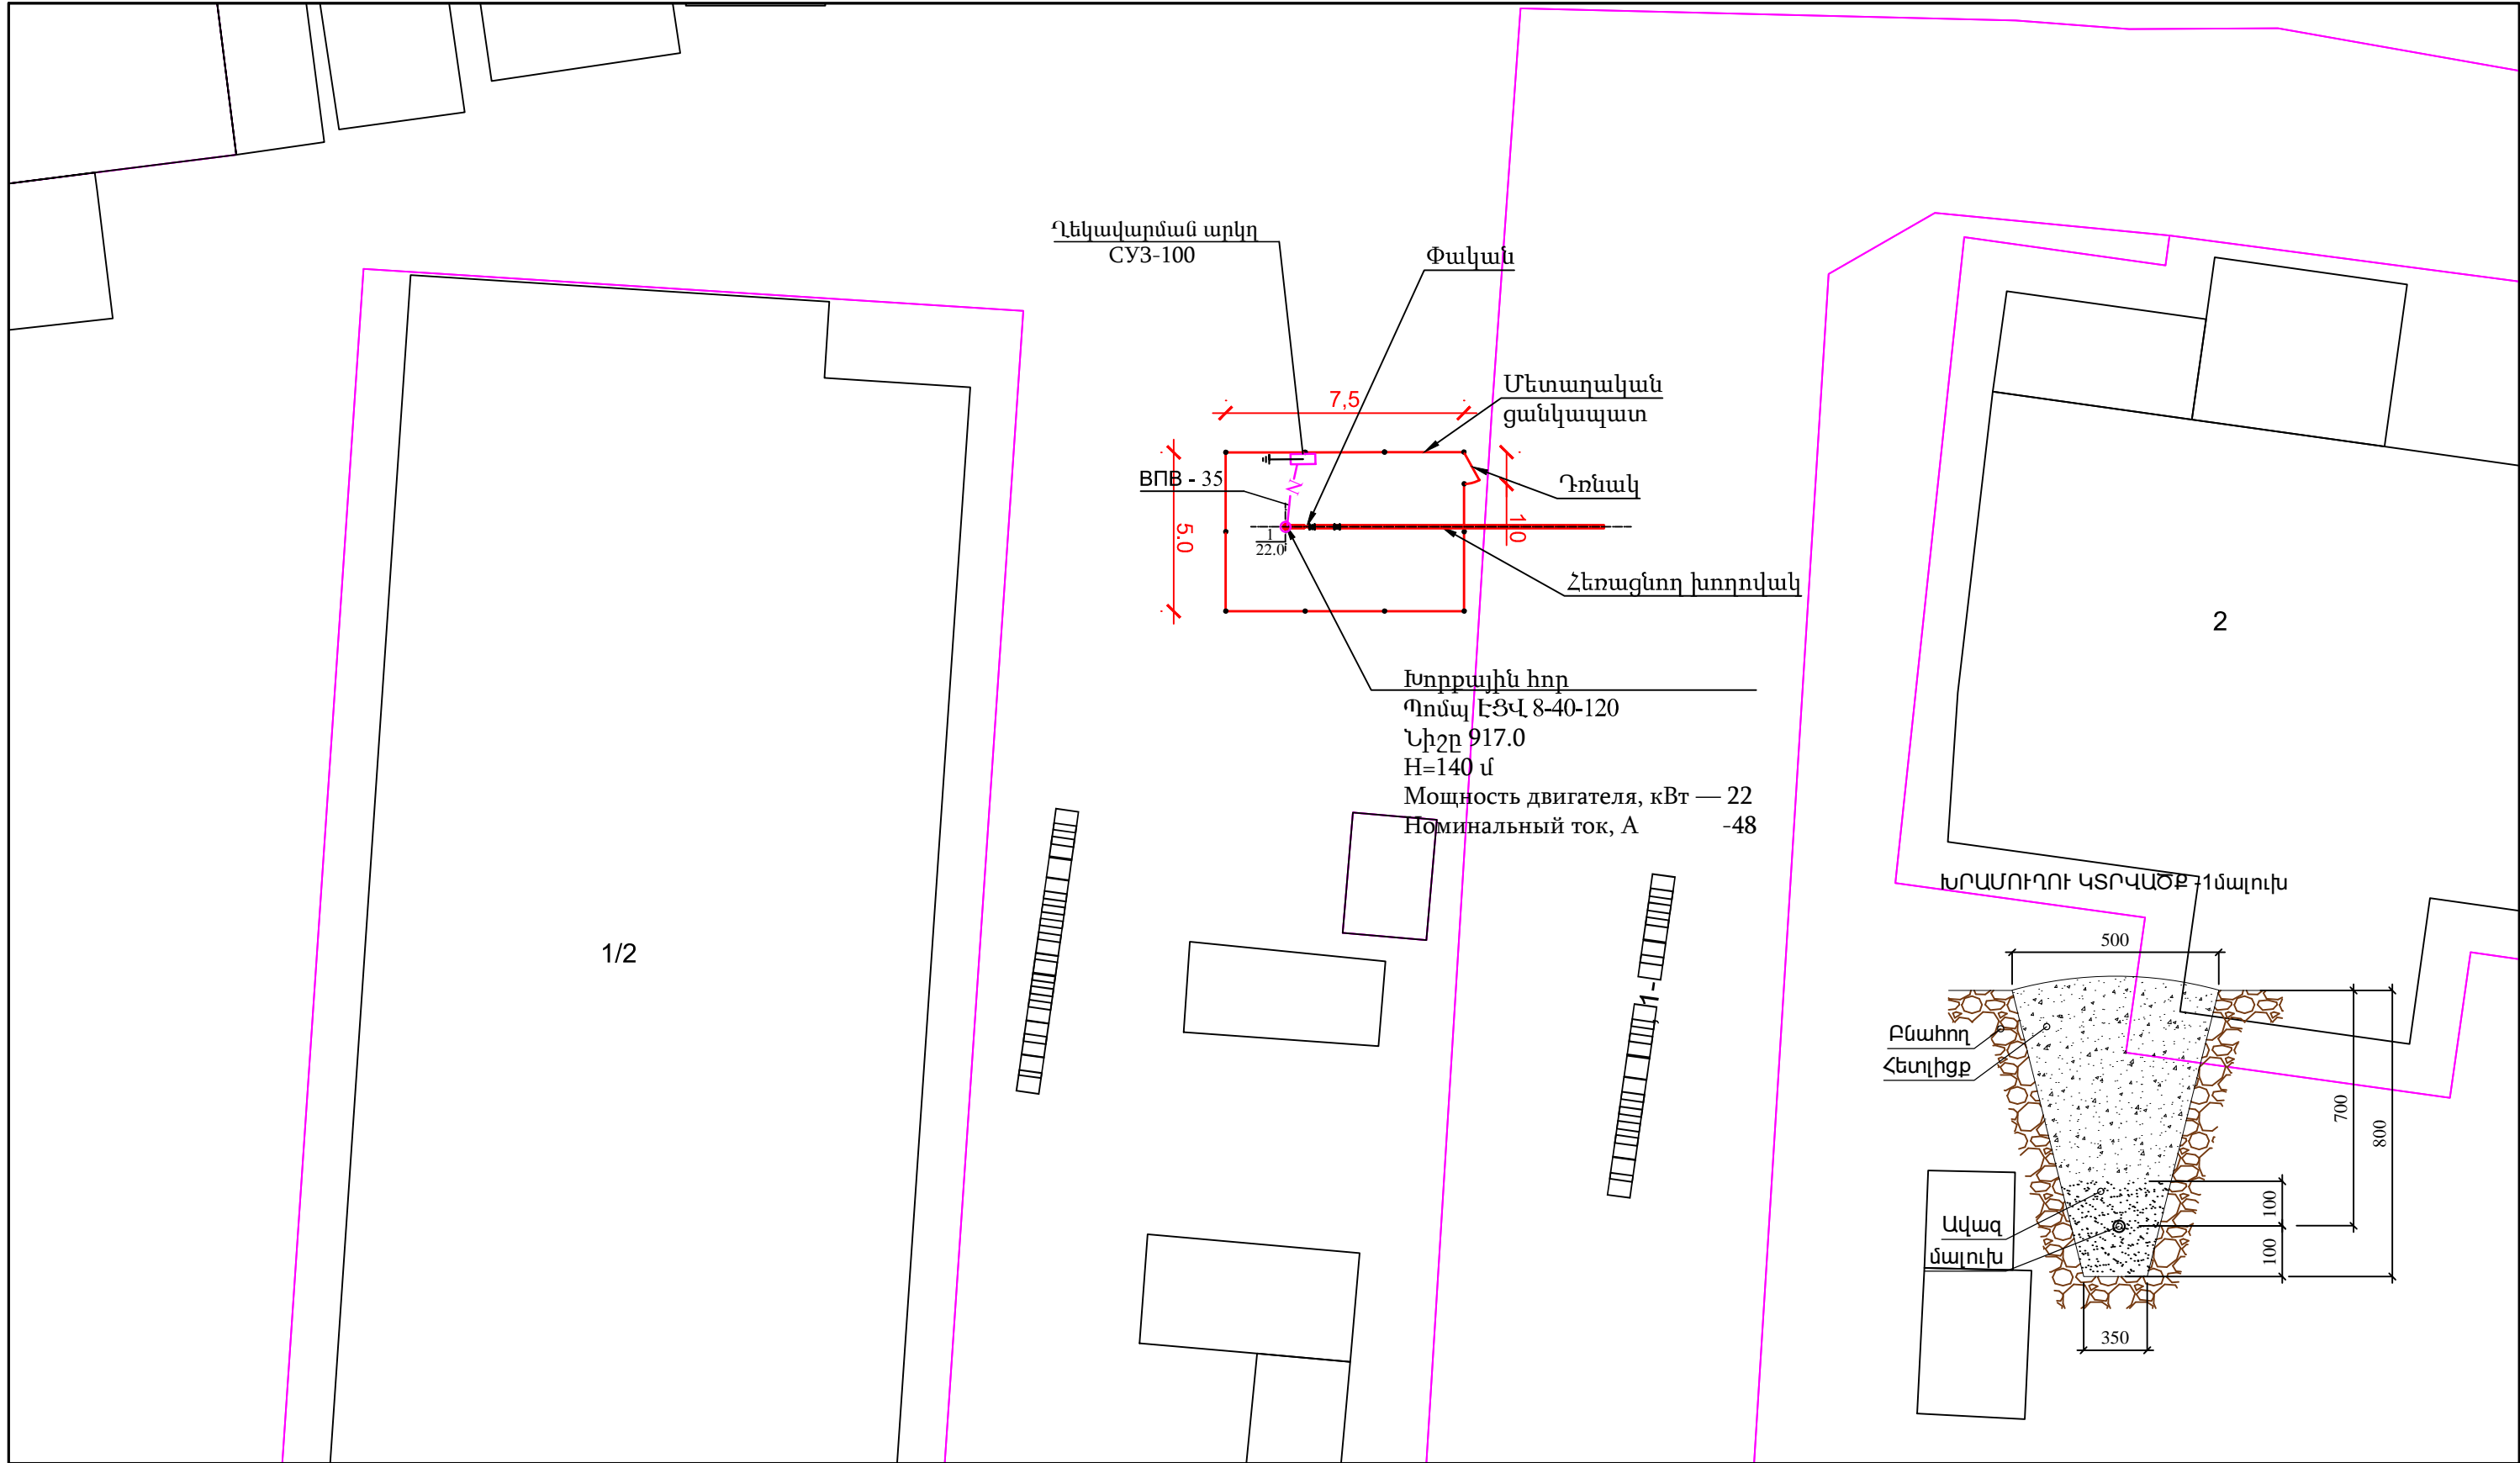 Ղեկավարման արկղ
СУЗ-100
Փական
7,5
Մետաղական
ցանկապատ
ВПВ - 35
Դռնակ
5.0
1.0
1
22.0
Հեռացնող խողովակ
2
Խորքային հոր
Պոմպ ԷՑՎ 8-40-120
Նիշը 917.0
H=140 մ
Мощность двигателя, кВт — 22
Номинальный ток, А -48
ԽՐԱՄՈՒՂՈՒ ԿՏՐՎԱԾՔ -1մալուխ
500
1/2
Բնահող
Հետլիցք
700
800
100
Ավազ
մալուխ
100
350